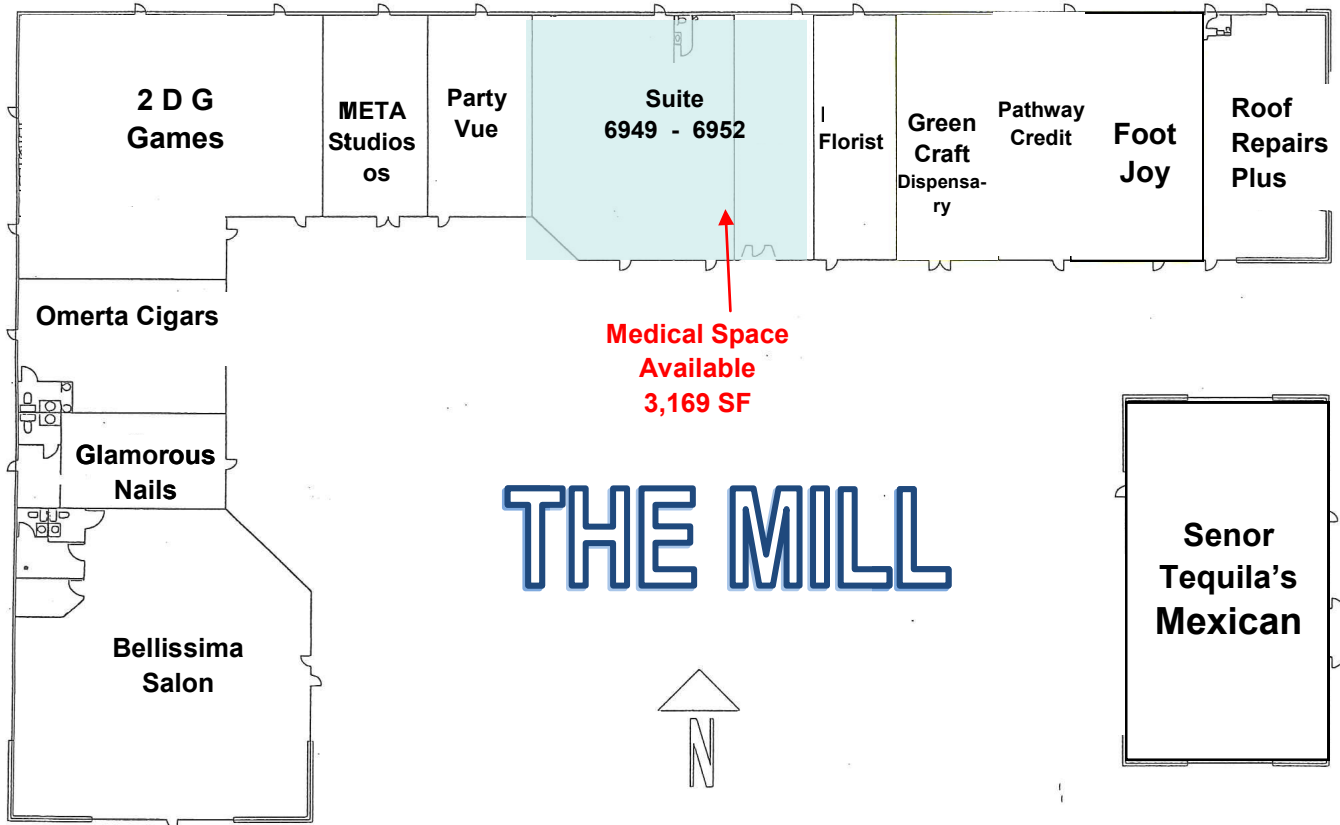 2 D G
Games
META
Studios
os
Party
Vue
Suite
6949 - 6952
l
Florist
Green
Craft
Dispensa-
ry
Pathway
Credit
Foot
Joy
Roof
Repairs
Plus
Omerta Cigars
Medical Space
Available
3,169 SF
Glamorous
Nails
THE MILL
Senor
Tequila’s
Mexican
Bellissima
Salon
N